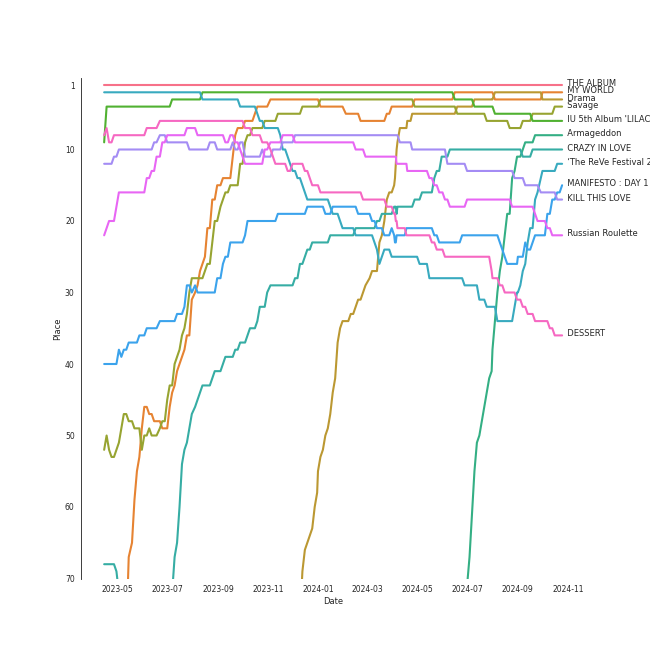 THE ALBUM
MY WORLD
Drama
Savage
IU 5th Album 'LILAC
Armageddon
CRAZY IN LOVE
'The ReVe Festival 2
MANIFESTO : DAY 1
KILL THIS LOVE
Russian Roulette
DESSERT
1
10
20
30
40
50
60
70
Place
2023-05
2023-07
2023-09
2023-11
2024-01
2024-03
2024-05
2024-07
2024-09
2024-11
Date